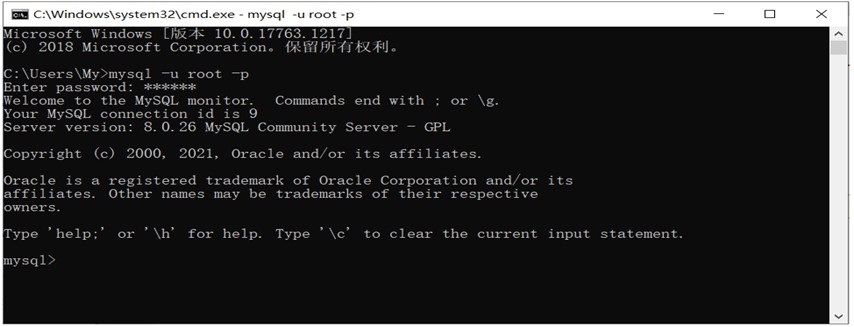 C:\Windows\system32\cmd.exe - mysql  -u root -p
Microsoft Windows [版本 10.0.17763.1217]
(c) 2018 Microsoft Corporation。保留所有权利。
C:\Users\My>mysql -u root -p
Enter password: ******
Welcome to the MySQL monitor.  Commands end with ; or \g.
Your MySQL connection id is 9
Server version: 8.0.26 MySQL Community Server - GPL
Copyright (c) 2000, 2021, Oracle and/or its affiliates.
Oracle is a registered trademark of Oracle Corporation and/or its
affiliates. Other names may be trademarks of their respective
owners.
Type 'help;' or '\h' for help. Type '\c' to clear the current input statement.
mysql>